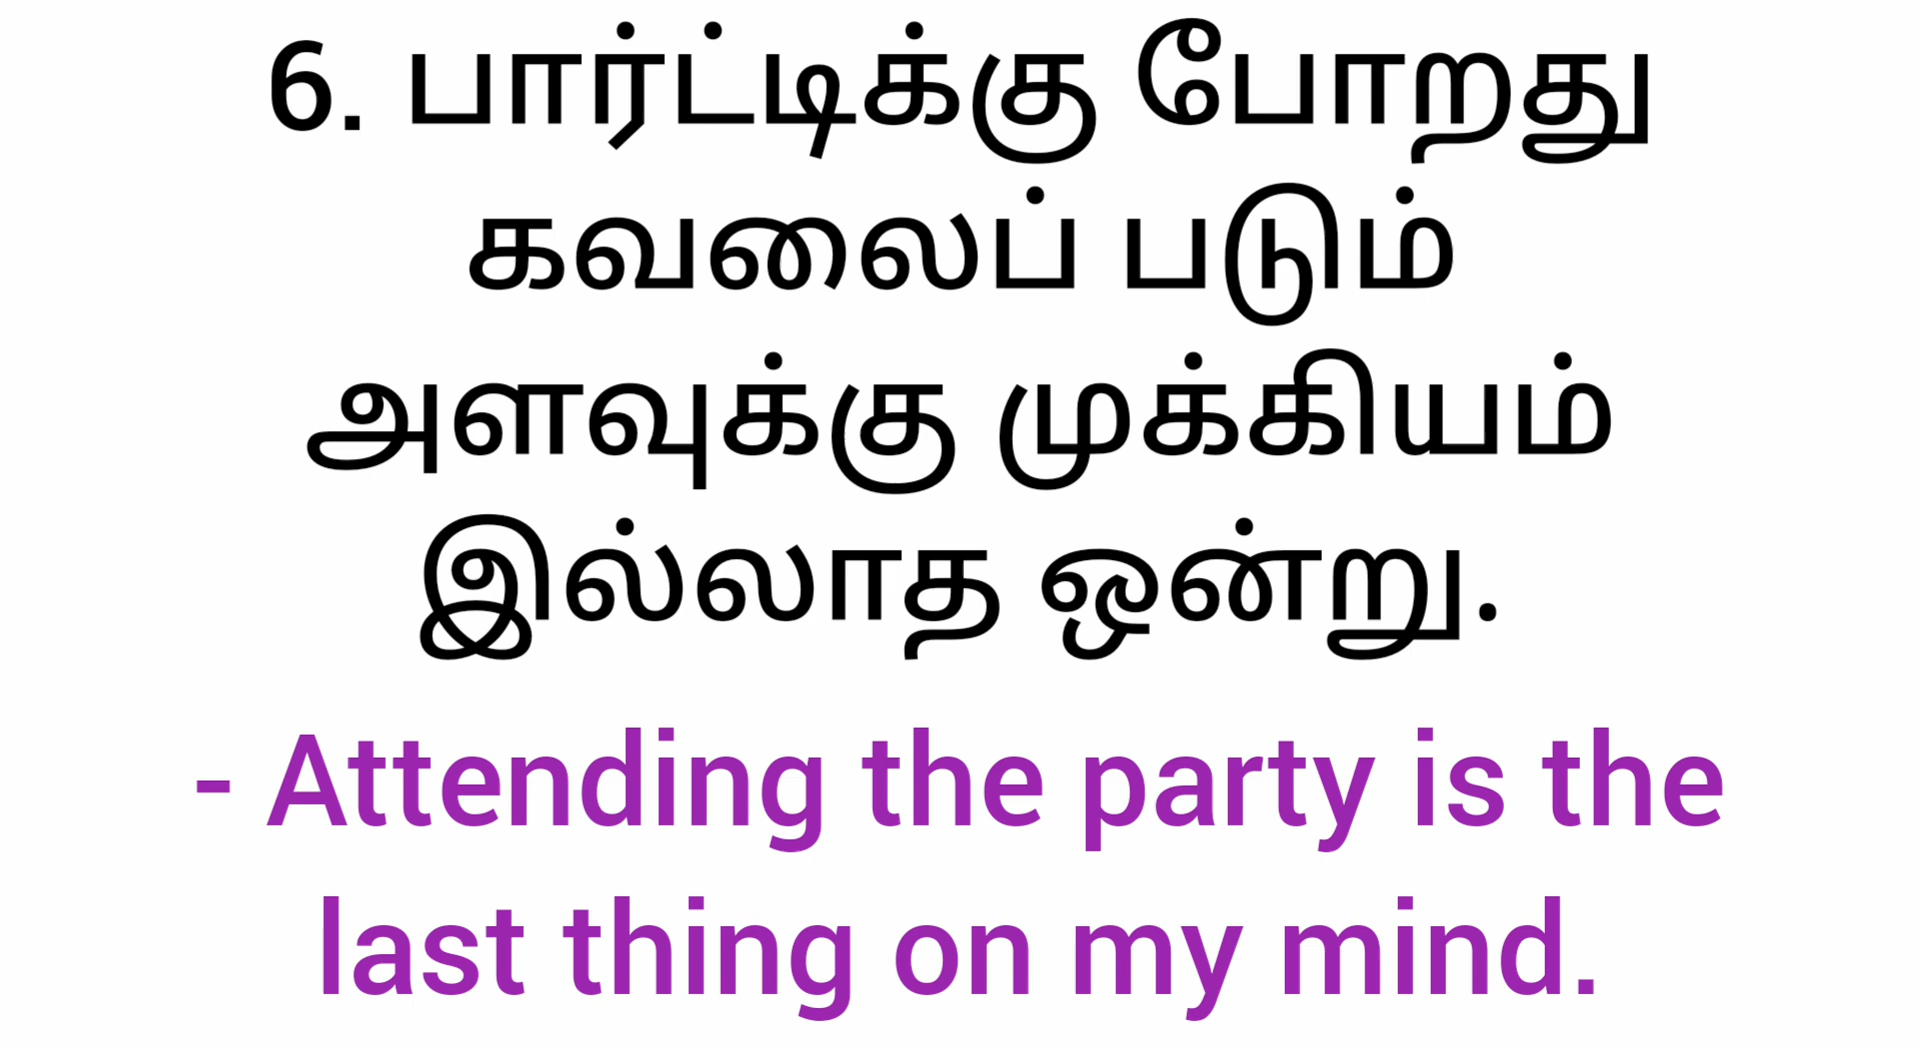 6. பார்ட்டிக்கு போறது
கவலைப் படும்
அளவுக்கு முக்கியம்
இல்லாத ஒன்று.
- Attending the party is the
last thing on my mind.